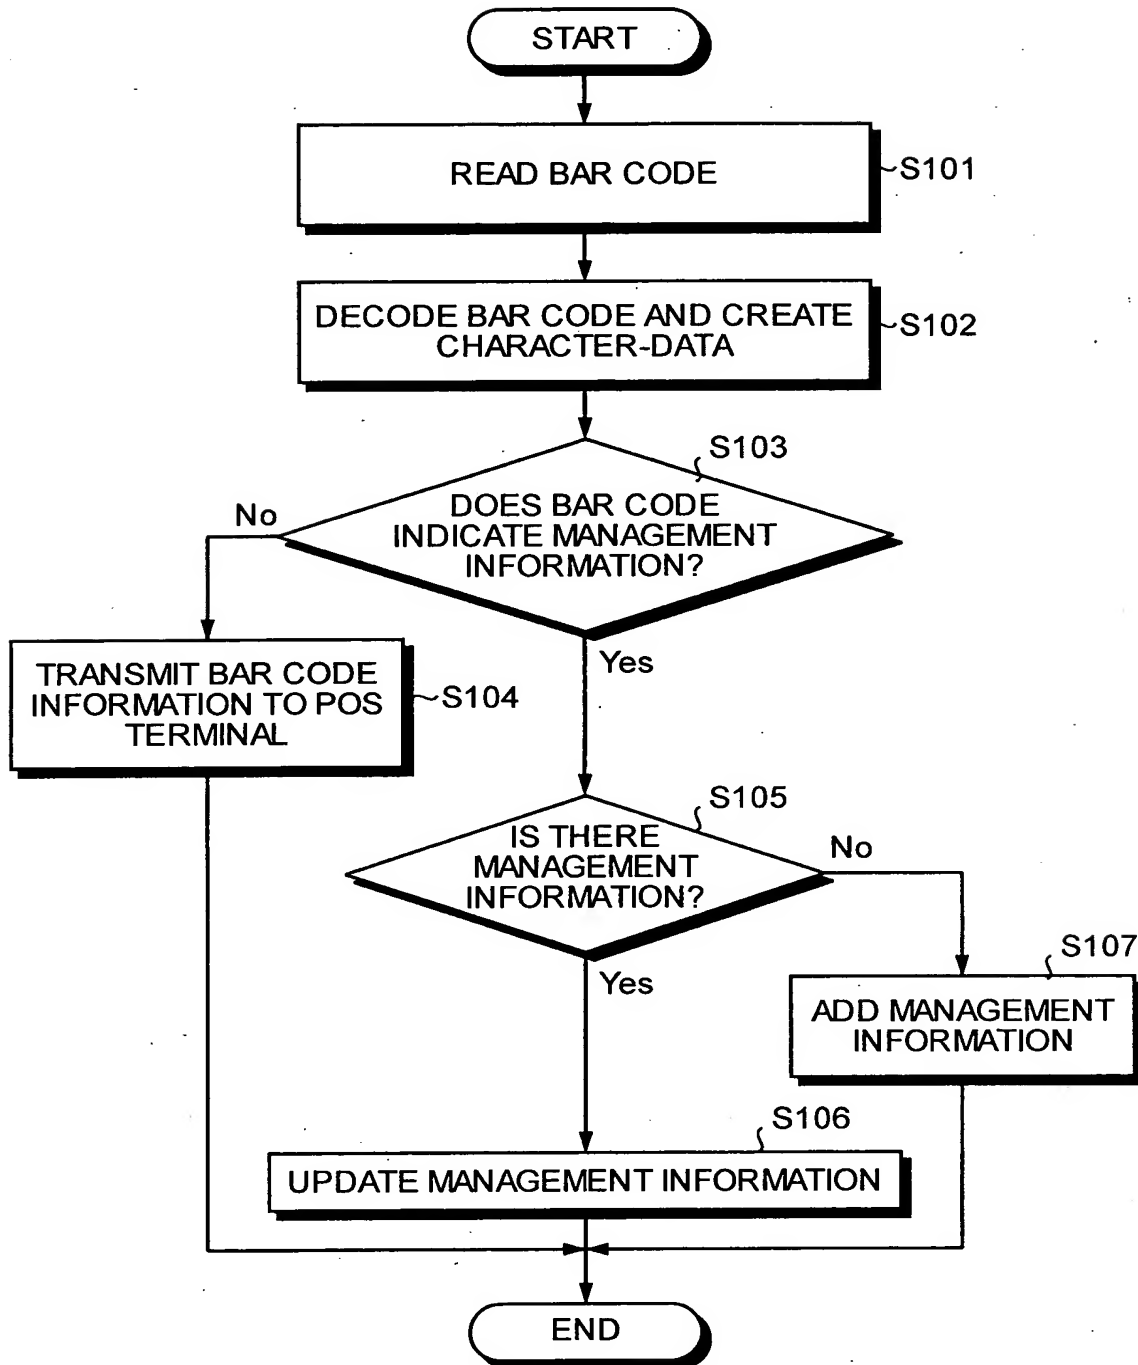 START
READ BAR CODE
S101
DECODE BAR CODE AND CREATE
CHARACTER-DATA
S102
S103
DOES BAR CODE
INDICATE MANAGEMENT
INFORMATION?
No
Yes
TRANSMIT BAR CODE
INFORMATION TO POS
TERMINAL
S104
S105
IS THERE
MANAGEMENT
INFORMATION?
No
Yes
S107
ADD MANAGEMENT
INFORMATION
S106
UPDATE MANAGEMENT INFORMATION
END